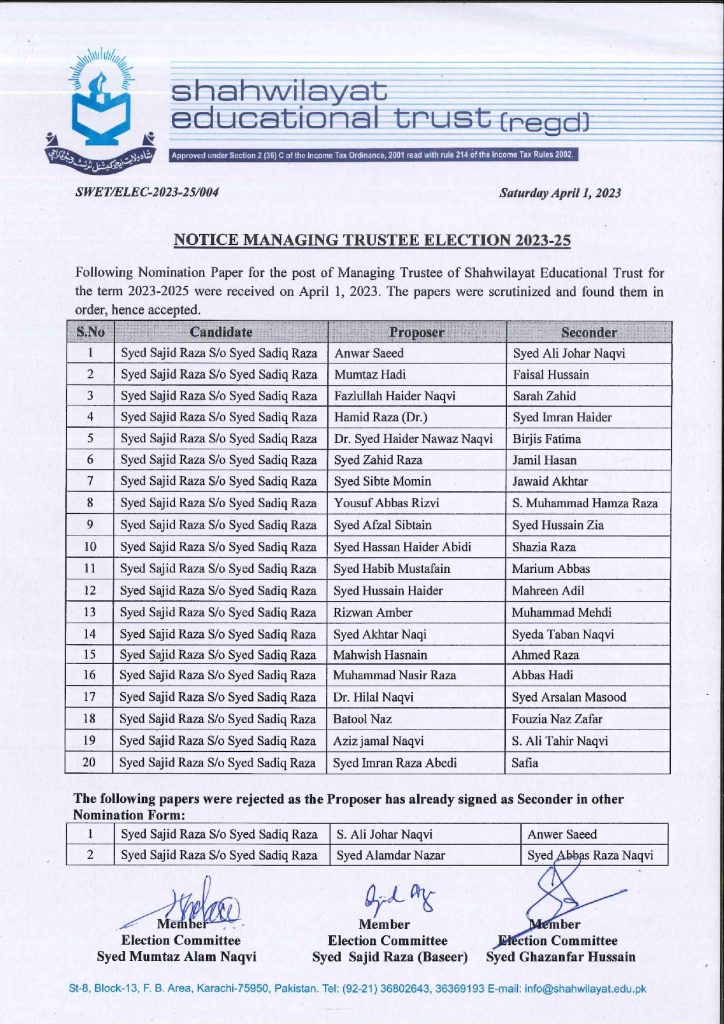 shahwilayat
educational trust (regd)
Approved under Section 2 (36) C of the Income Tax Ordinance, 2001 read with rule 214 of the Income Tax Rules 2002.
SWET/ELEC-2023-25/004 Saturday April 1, 2023
NOTICE MANAGING TRUSTEE ELECTION 2023-25
Following Nomination Paper for the post of Managing Trustee of Shahwilayat Educational Trust for
the term 2023-2025 were received on April 1, 2023. The papers were scrutinized and found them in
order, hence accepted.
S.No Candidate Proposer Seconder
1 Syed Sajid Raza S/o Syed Sadiq Raza Anwar Saeed Syed Ali Johar Naqvi
2 Syed Sajid Raza S/o Syed Sadiq Raza Mumtaz Hadi Faisal Hussain
3 Syed Sajid Raza S/o Syed Sadiq Raza Fazlullah Haider Naqvi Sarah Zahid
4 Syed Sajid Raza S/o Syed Sadiq Raza Hamid Raza (Dr.) Syed Imran Haider
5 Syed Sajid Raza S/o Syed Sadiq Raza Dr. Syed Haider Nawaz Naqvi Birjis Fatima
6 Syed Sajid Raza S/o Syed Sadiq Raza Syed Zahid Raza Jamil Hasan
7 Syed Sajid Raza S/o Syed Sadiq Raza Syed Sibte Momin Jawaid Akhtar
8 Syed Sajid Raza S/o Syed Sadiq Raza Yousuf Abbas Rizvi S. Muhammad Hamza Raza
9 Syed Sajid Raza S/o Syed Sadiq Raza Syed Afzal Sibtain Syed Hussain Zia
10 Syed Sajid Raza S/o Syed Sadiq Raza Syed Hassan Haider Abidi Shazia Raza
11 Syed Sajid Raza S/o Syed Sadiq Raza Syed Habib Mustafain Marium Abbas
12 Syed Sajid Raza S/o Syed Sadiq Raza Syed Hussain Haider Mahreen Adil
13 Syed Sajid Raza S/o Syed Sadiq Raza Rizwan Amber Muhammad Mehdi
14 Syed Sajid Raza S/o Syed Sadiq Raza Syed Akhtar Naqi Syeda Taban Naqvi
15 Syed Sajid Raza S/o Syed Sadiq Raza Mahwish Hasnain Ahmed Raza
16 Syed Sajid Raza S/o Syed Sadiq Raza Muhammad Nasir Raza Abbas Hadi
17 Syed Sajid Raza S/o Syed Sadiq Raza Dr. Hilal Naqvi Syed Arsalan Masood
18 Syed Sajid Raza S/o Syed Sadiq Raza Batool Naz Fouzia Naz Zafar
19 Syed Sajid Raza S/o Syed Sadiq Raza Aziz jamal Naqvi S. Ali Tahir Naqvi
20 Syed Sajid Raza S/o Syed Sadiq Raza Syed Imran Raza Abedi Safia
The following papers were rejected as the Proposer has already signed as Seconder in other
Nomination Form:
1 Syed Sajid Raza S/o Syed Sadiq Raza S. Ali Johar Naqvi Anwer Saeed
2 Syed Sajid Raza S/o Syed Sadiq Raza Syed Alamdar Nazar Syed Abbas Raza Naqvi
Member Member Member
Election Committee Election Committee Election Committee
Syed Mumtaz Alam Naqvi Syed Sajid Raza (Baseer) Syed Ghazanfar Hussain
St-8, Block-13, F. B. Area, Karachi-75950, Pakistan. Tel: (92-21) 36802643, 36369193 E-mail: info@shahwilayat.edu.pk